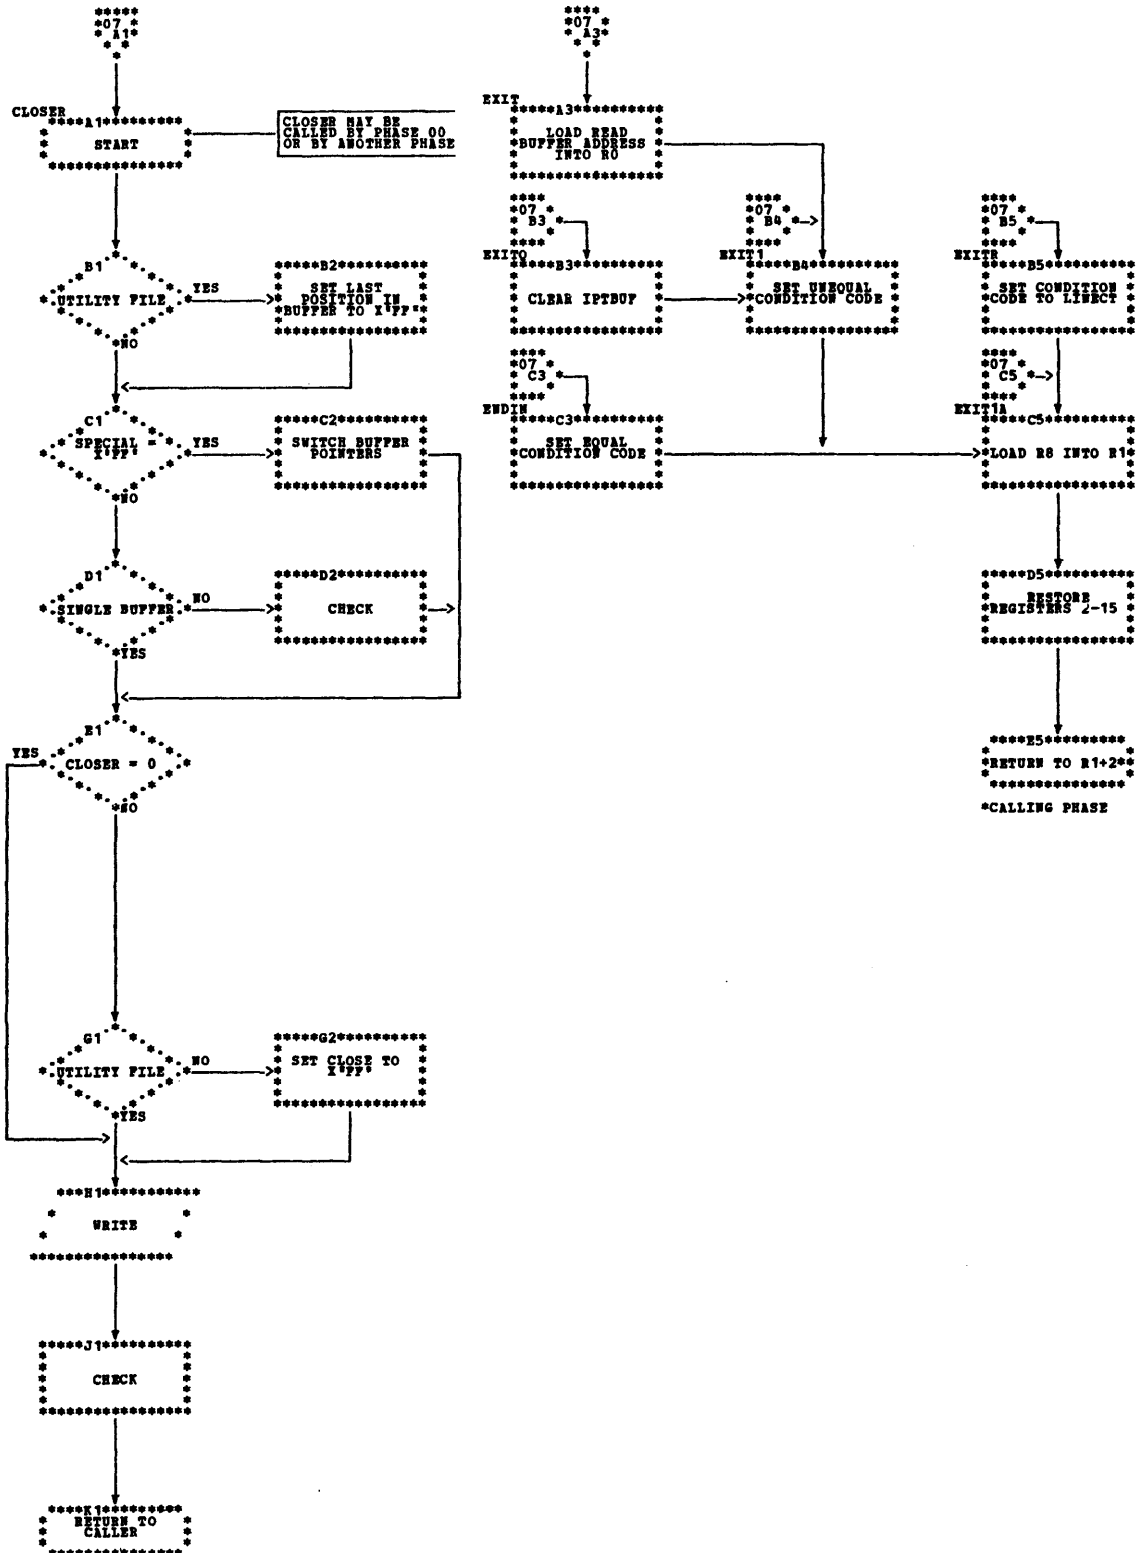 07
A1
CLOSER
A1
START
CLOSER MAY BE
CALLED BY PHASE 00
OR BY ANOTHER PHASE
B1
UTILITY FILE
YES
NO
B2
SET LAST
POSITION IN
BUFFER TO X'FF'
C1
SPECIAL =
X'FF'
YES
NO
C2
SWITCH BUFFER
POINTERS
D1
SINGLE BUFFER
NO
YES
D2
CHECK
E1
YES
CLOSER = 0
NO
G1
UTILITY FILE
NO
YES
G2
SET CLOSE TO
X'FF'
H1
WRITE
J1
CHECK
K1
RETURN TO
CALLER
07
A3
EXIT
A3
LOAD READ
BUFFER ADDRESS
INTO R0
07
B3
EXITO
B3
CLEAR IPTBUF
07
B4
EXIT1
B4
SET UNEQUAL
CONDITION CODE
07
C3
ENDIN
C3
SET EQUAL
CONDITION CODE
07
B5
EXITR
B5
SET CONDITION
CODE TO LINECT
07
C5
EXIT1A
C5
LOAD R8 INTO R1
D5
RESTORE
REGISTERS 2-15
E5
RETURN TO R1+2*
*CALLING PHASE